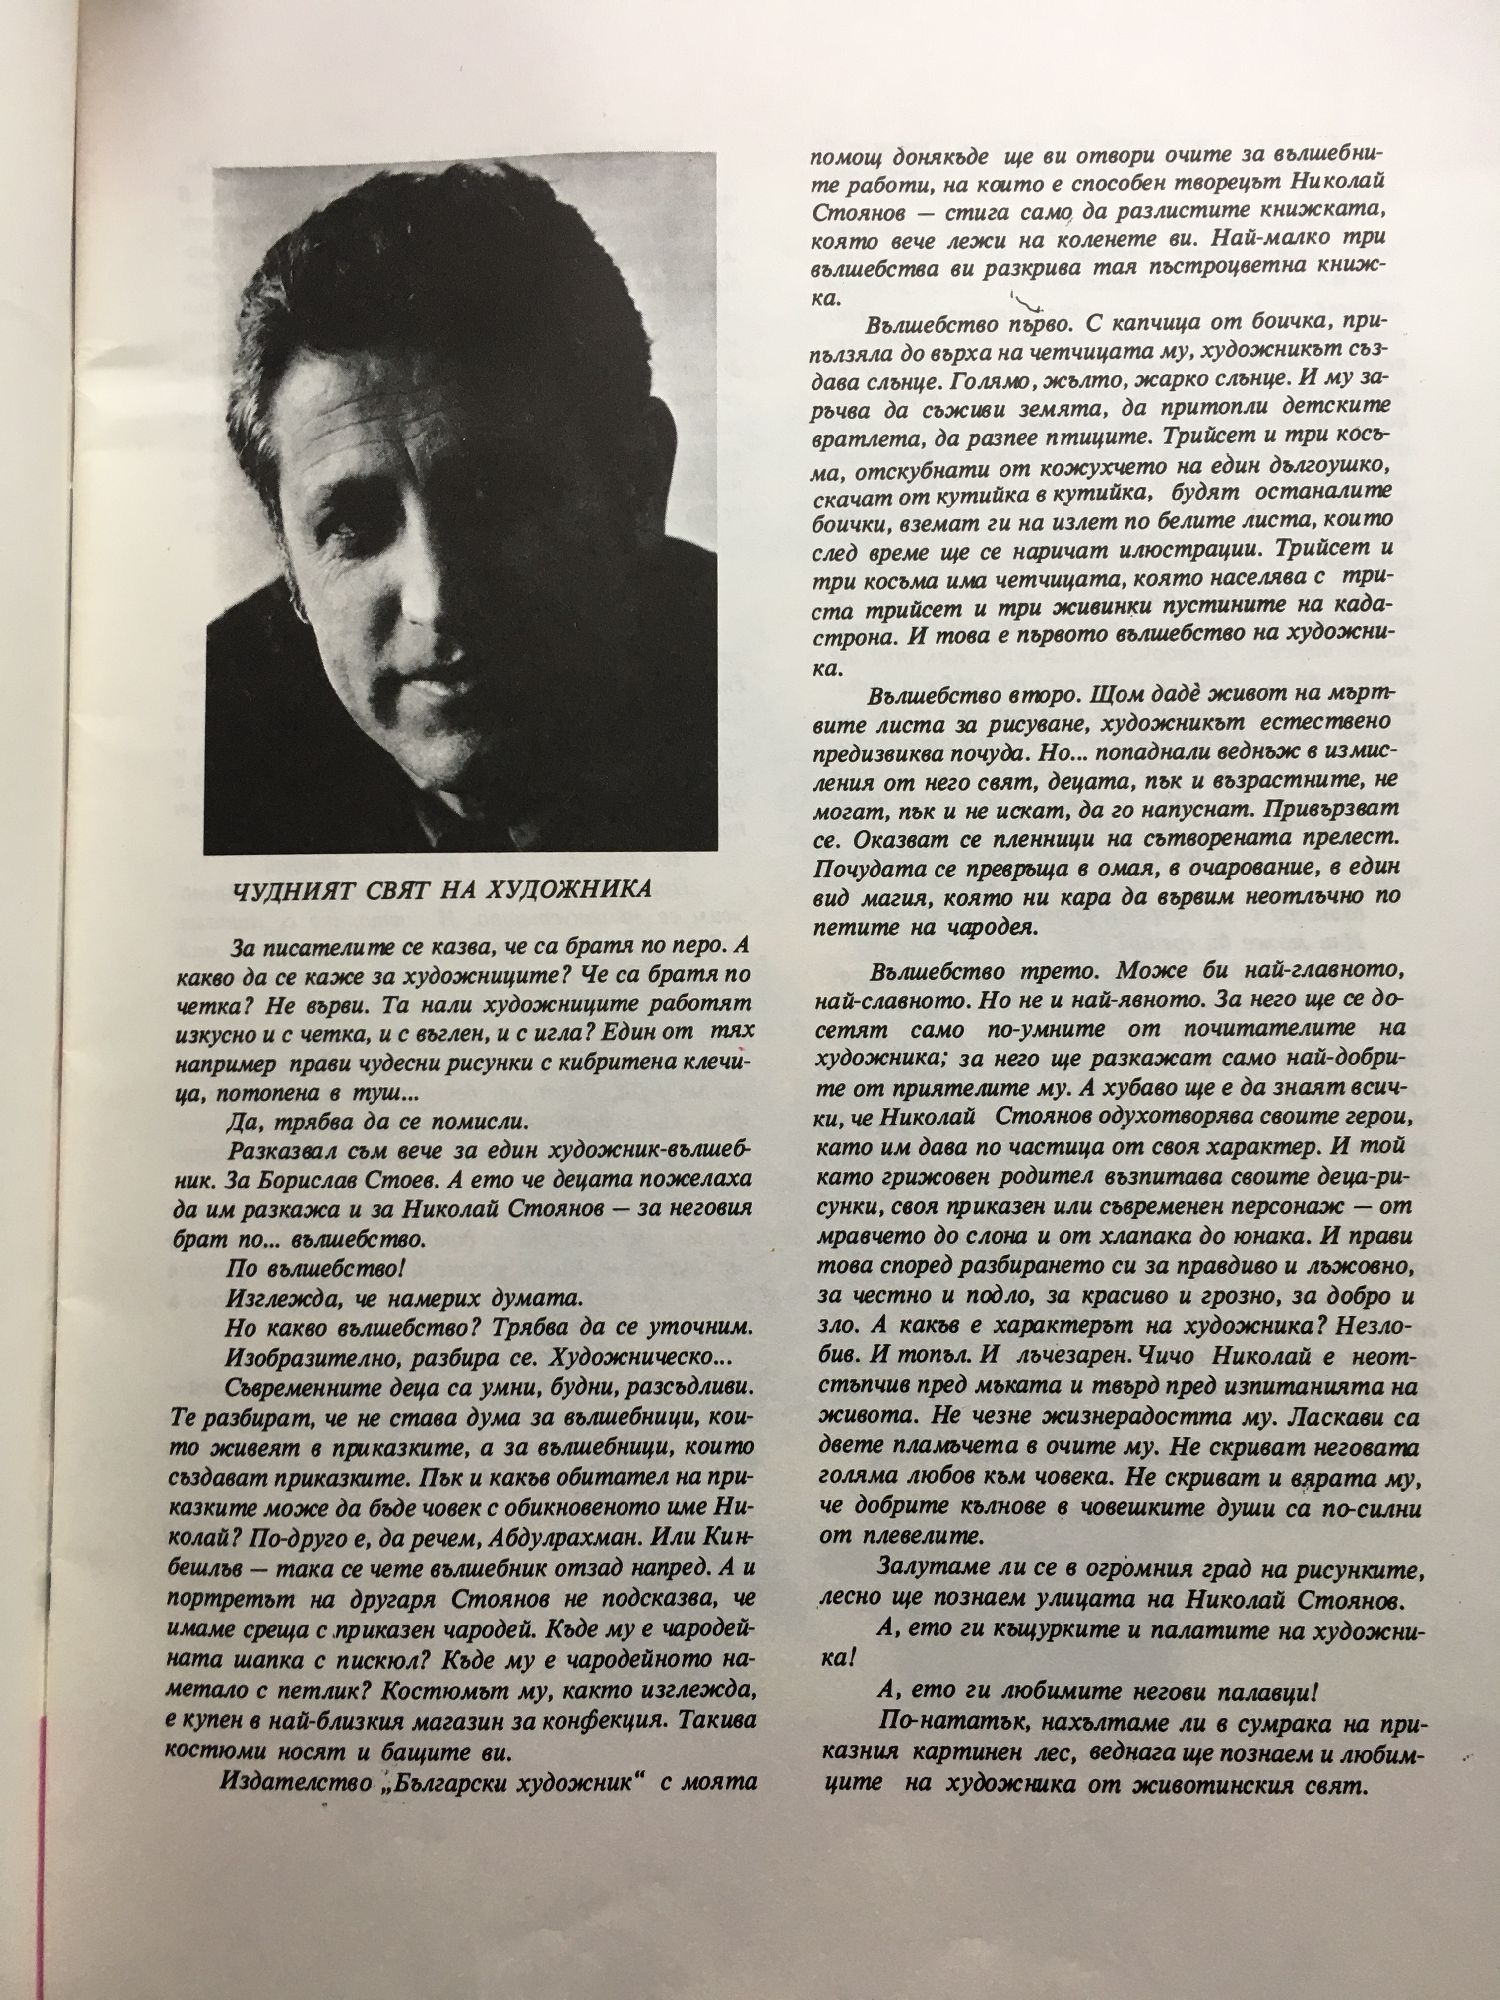 ЧУДНИЯТ СВЯТ НА ХУДОЖНИКА
За писателите се казва, че са братя по перо. А
какво да се каже за художниците? Че са братя по
четка? Не върви. Та нали художниците работят
изкусно и с четка, и с въглен, и с игла? Един от тях
например прави чудесни рисунки с кибритена клечи-
ца, потопена в туш...
Да, трябва да се помисли.
Разказвал съм вече за един художник-вълшеб-
ник. За Борислав Стоев. А ето че децата пожелаха
да им разкажа и за Николай Стоянов — за неговия
брат по... вълшебство.
По вълшебство!
Изглежда, че намерих думата.
Но какво вълшебство? Трябва да се уточним.
Изобразително, разбира се. Художническо...
Съвременните деца са умни, будни, разсъдливи.
Те разбират, че не става дума за вълшебници, кои-
то живеят в приказките, а за вълшебници, които
създават приказките. Пък и какъв обитател на при-
казките може да бъде човек с обикновеното име Ни-
колай? По-друго е, да речем, Абдулрахман. Или Кин-
бешлъв — така се чете вълшебник отзад напред. А и
портретът на другаря Стоянов не подсказва, че
имаме среща с приказен чародей. Къде му е чародей-
ната шапка с пискюл? Къде му е чародейното на-
метало с петлик? Костюмът му, както изглежда,
е купен в най-близкия магазин за конфекция. Такива
костюми носят и бащите ви.
Издателство „Български художник“ с моята
помощ донякъде ще ви отвори очите за вълшебни-
те работи, на които е способен творецът Николай
Стоянов — стига само да разлистите книжката,
която вече лежи на коленете ви. Най-малко три
вълшебства ви разкрива тая пъстроцветна книж-
ка.
Вълшебство първо. С капчица от боичка, при-
пълзяла до върха на четчицата му, художникът съз-
дава слънце. Голямо, жълто, жарко слънце. И му за-
ръчва да съживи земята, да притопли детските
вратлета, да разпее птиците. Трийсет и три косъ-
ма, отскубнати от кожухчето на един дългоушко,
скачат от кутийка в кутийка, будят останалите
боички, вземат ги на излет по белите листа, които
след време ще се наричат илюстрации. Трийсет и
три косъма има четчицата, която населява с три-
ста трийсет и три живинки пустините на када-
строна. И това е първото вълшебство на художни-
ка.
Вълшебство второ. Щом дадѐ живот на мърт-
вите листа за рисуване, художникът естествено
предизвиква почуда. Но... попаднали веднъж в измис-
ления от него свят, децата, пък и възрастните, не
могат, пък и не искат, да го напуснат. Привързват
се. Оказват се пленници на сътворената прелест.
Почудата се превръща в омая, в очарование, в един
вид магия, която ни кара да вървим неотлъчно по
петите на чародея.
Вълшебство трето. Може би най-главното,
най-славното. Но не и най-явното. За него ще се до-
сетят само по-умните от почитателите на
художника; за него ще разкажат само най-добри-
те от приятелите му. А хубаво ще е да знаят всич-
ки, че Николай Стоянов одухотворява своите герои,
като им дава по частица от своя характер. И той
като грижовен родител възпитава своите деца-ри-
сунки, своя приказен или съвременен персонаж — от
мравчето до слона и от хлапака до юнака. И прави
това според разбирането си за правдиво и лъжовно,
за честно и подло, за красиво и грозно, за добро и
зло. А какъв е характерът на художника? Незло-
бив. И топъл. И лъчезарен. Чичо Николай е неот-
стъпчив пред мъката и твърд пред изпитанията на
живота. Не чезне жизнерадостта му. Ласкави са
двете пламъчета в очите му. Не скриват неговата
голяма любов към човека. Не скриват и вярата му,
че добрите кълнове в човешките души са по-силни
от плевелите.
Залутаме ли се в огромния град на рисунките,
лесно ще познаем улицата на Николай Стоянов.
А, ето ги къщурките и палатите на художни-
ка!
А, ето ги любимите негови палавци!
По-нататък, нахълтаме ли в сумрака на при-
казния картинен лес, веднага ще познаем и любим-
ците на художника от животинския свят.